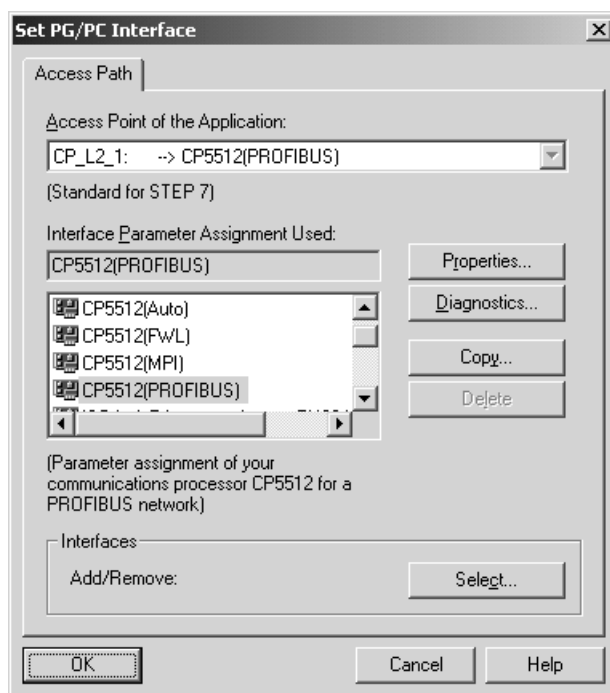 Set PG/PC Interface
Access Path
Access Point of the Application:
CP_L2_1: --> CP5512(PROFIBUS)
(Standard for STEP 7)
Interface Parameter Assignment Used:
CP5512(PROFIBUS)
Properties...
CP5512(Auto)
Diagnostics...
CP5512(FWL)
CP5512(MPI)
Copy...
CP5512(PROFIBUS)
Delete
(Parameter assignment of your
communications processor CP5512 for a
PROFIBUS network)
Interfaces
Add/Remove:
Select...
OK
Cancel
Help